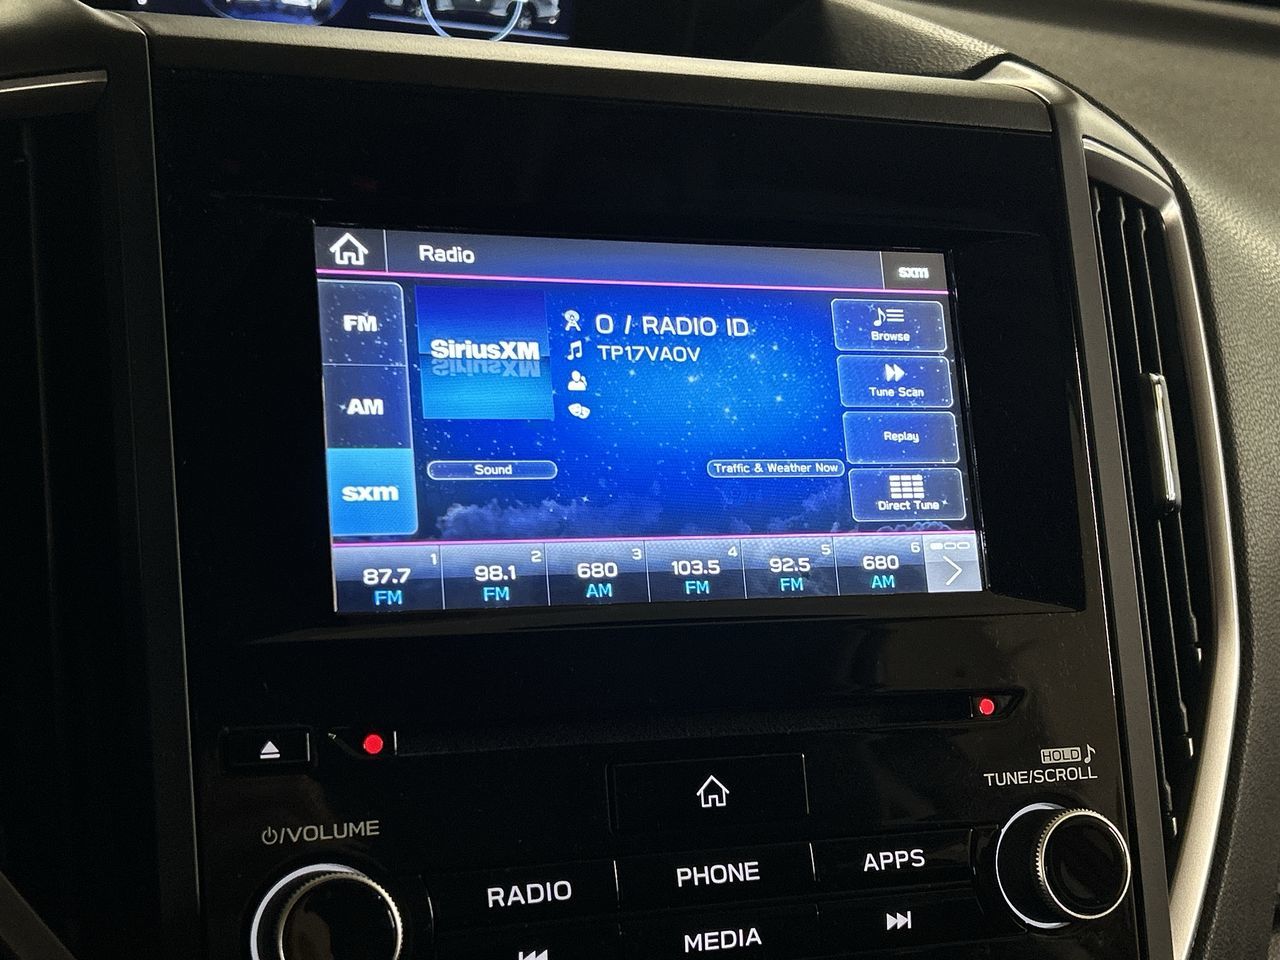 Radio
sxm
FM
AM
sxm
SiriusXM
0 / RADIO ID
TP17VA0V
Browse
Tune Scan
Replay
Direct Tune
Sound
Traffic & Weather Now
1
87.7
FM
2
98.1
FM
3
680
AM
4
103.5
FM
5
92.5
FM
6
680
AM
HOLD
TUNE/SCROLL
/VOLUME
RADIO
PHONE
APPS
MEDIA